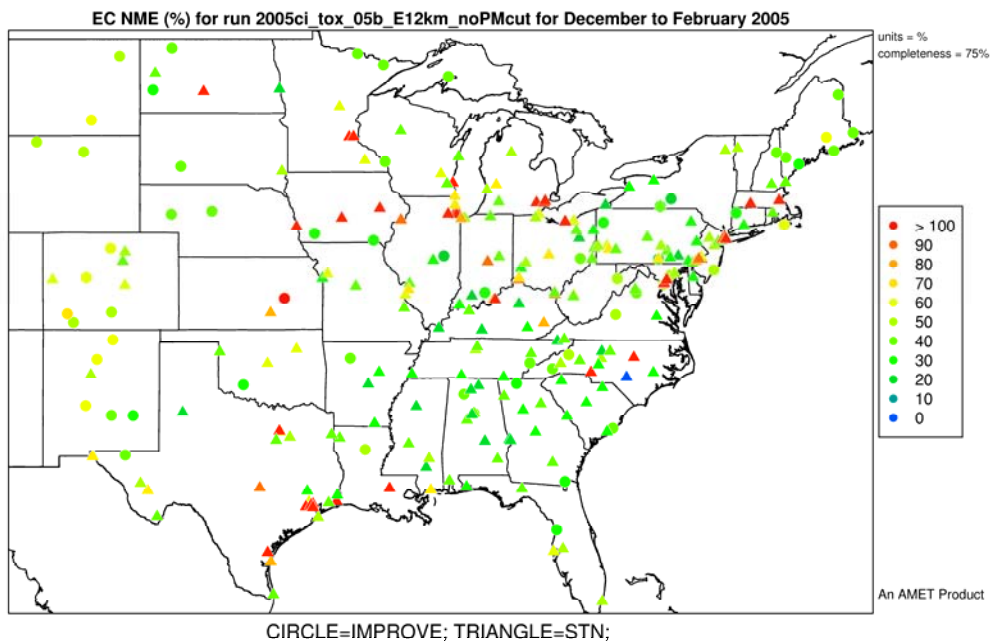 EC NME (%) for run 2005ci_tox_05b_E12km_noPMcut for December to February 2005
units = %
completeness = 75%
> 100
90
80
70
60
50
40
30
20
10
0
An AMET Product
CIRCLE=IMPROVE; TRIANGLE=STN;